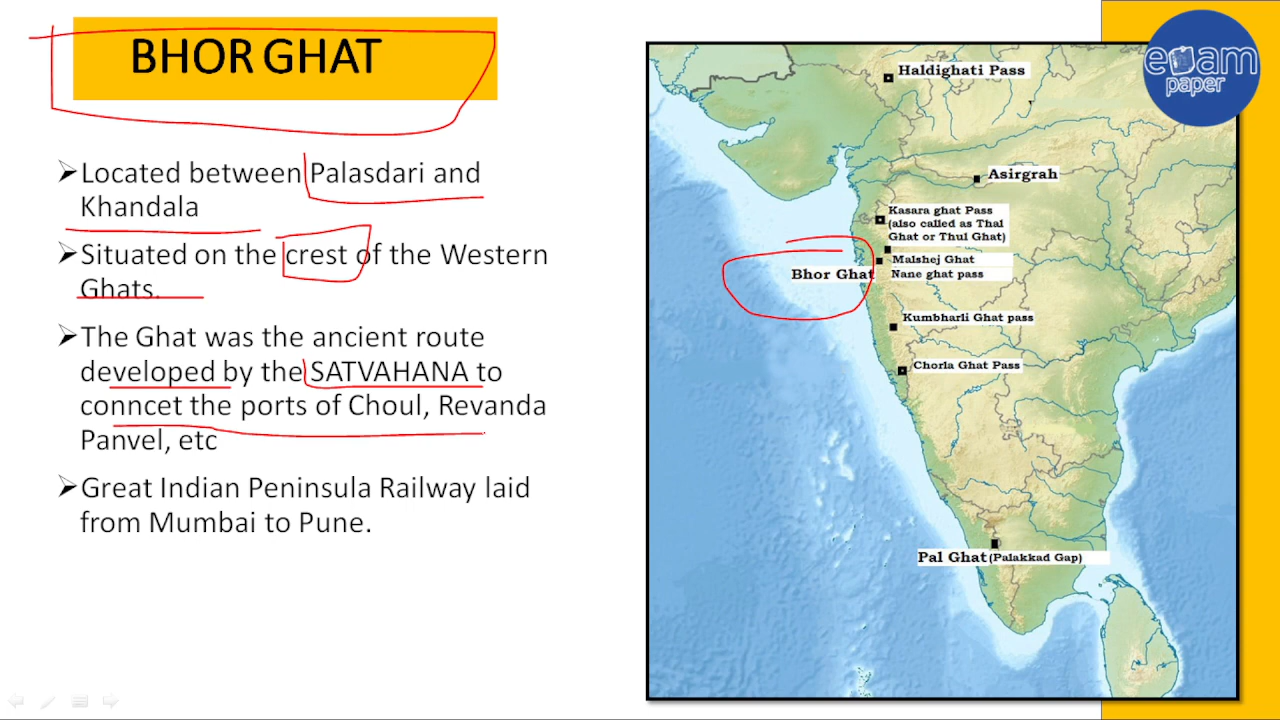 BHOR GHAT
➢Located between Palasdari and
Khandala
➢Situated on the crest of the Western
Ghats.
➢The Ghat was the ancient route
developed by the SATVAHANA to
conncet the ports of Choul, Revanda
Panvel, etc
➢Great Indian Peninsula Railway laid
from Mumbai to Pune.
exam
paper
Haldighati Pass
Asirgrah
Kasara ghat Pass
(also called as Thal
Ghat or Thul Ghat)
Malshej Ghat
Bhor Ghat
Nane ghat pass
Kumbharli Ghat pass
Chorla Ghat Pass
Pal Ghat (Palakkad Gap)